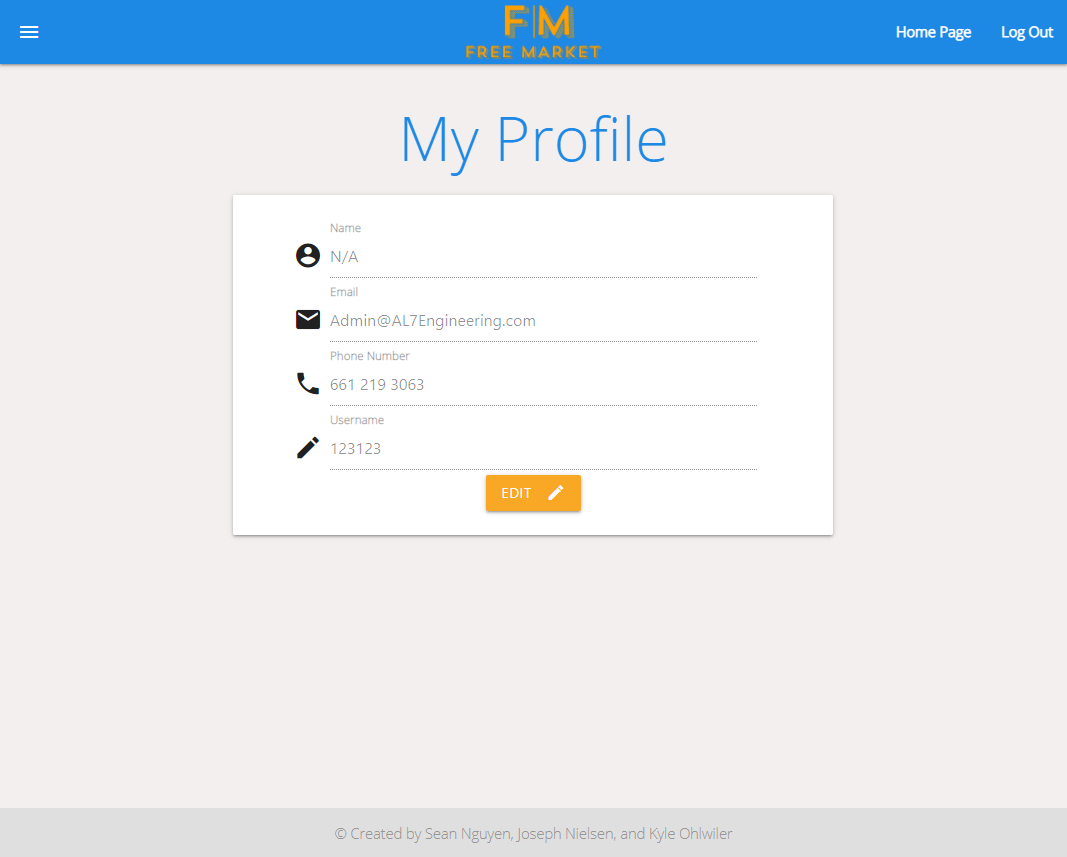 F|M
FREE MARKET
Home Page
Log Out
My Profile
Name
N/A
Email
Admin@AL7Engineering.com
Phone Number
661 219 3063
Username
123123
EDIT
© Created by Sean Nguyen, Joseph Nielsen, and Kyle Ohlwiler